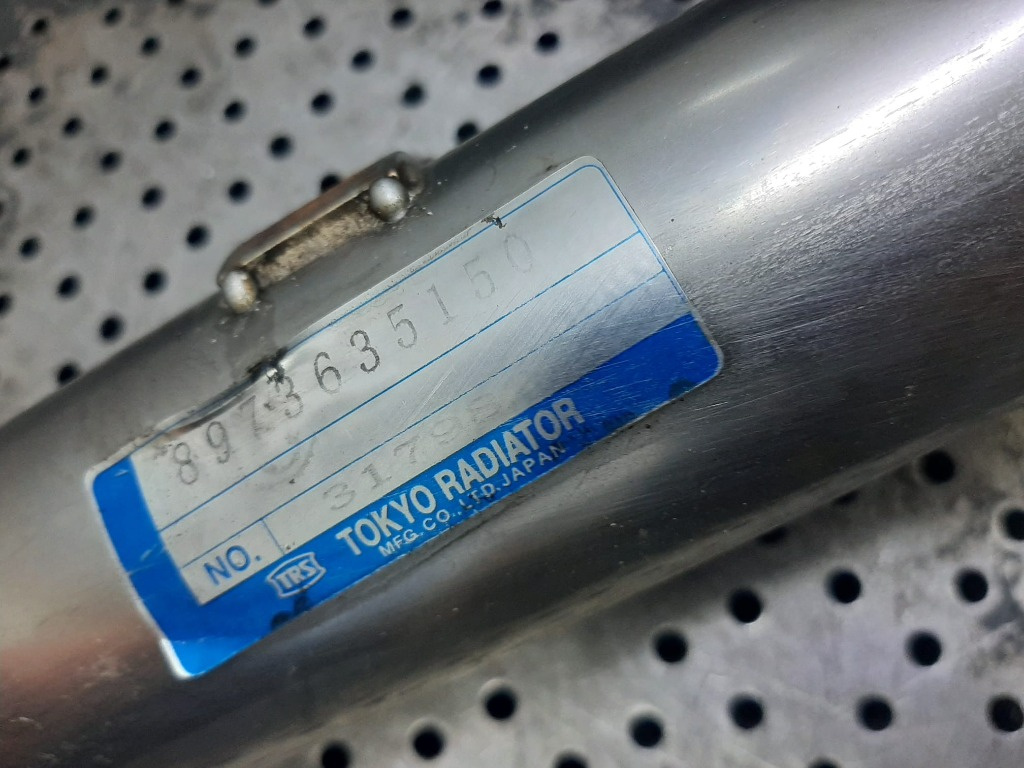 8973635150
NO. 3179
TRS
TOKYO RADIATOR
MFG. CO., LTD. JAPAN